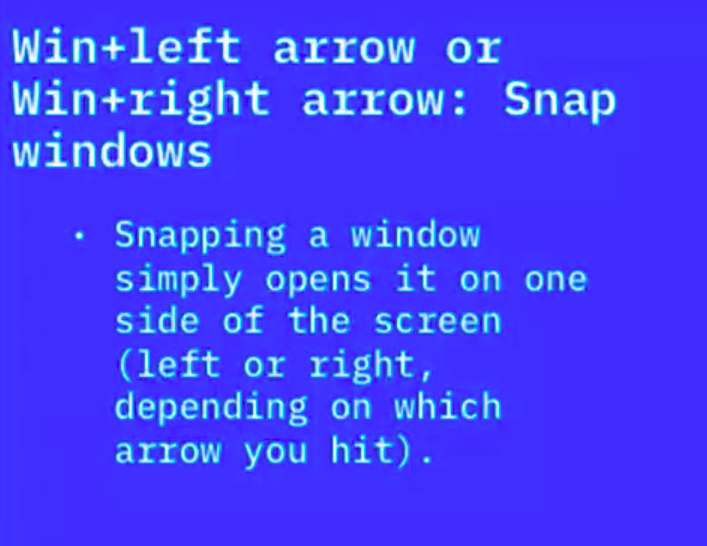 Win+left arrow or
Win+right arrow: Snap
windows
• Snapping a window
simply opens it on one
side of the screen
(left or right,
depending on which
arrow you hit).